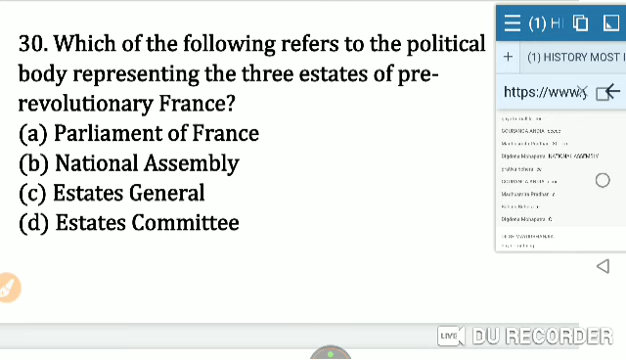 30. Which of the following refers to the political
body representing the three estates of pre-
revolutionary France?
(a) Parliament of France
(b) National Assembly
(c) Estates General
(d) Estates Committee
(1) HI
+ (1) HISTORY MOST I
https://www.y
LIVE DU RECORDER